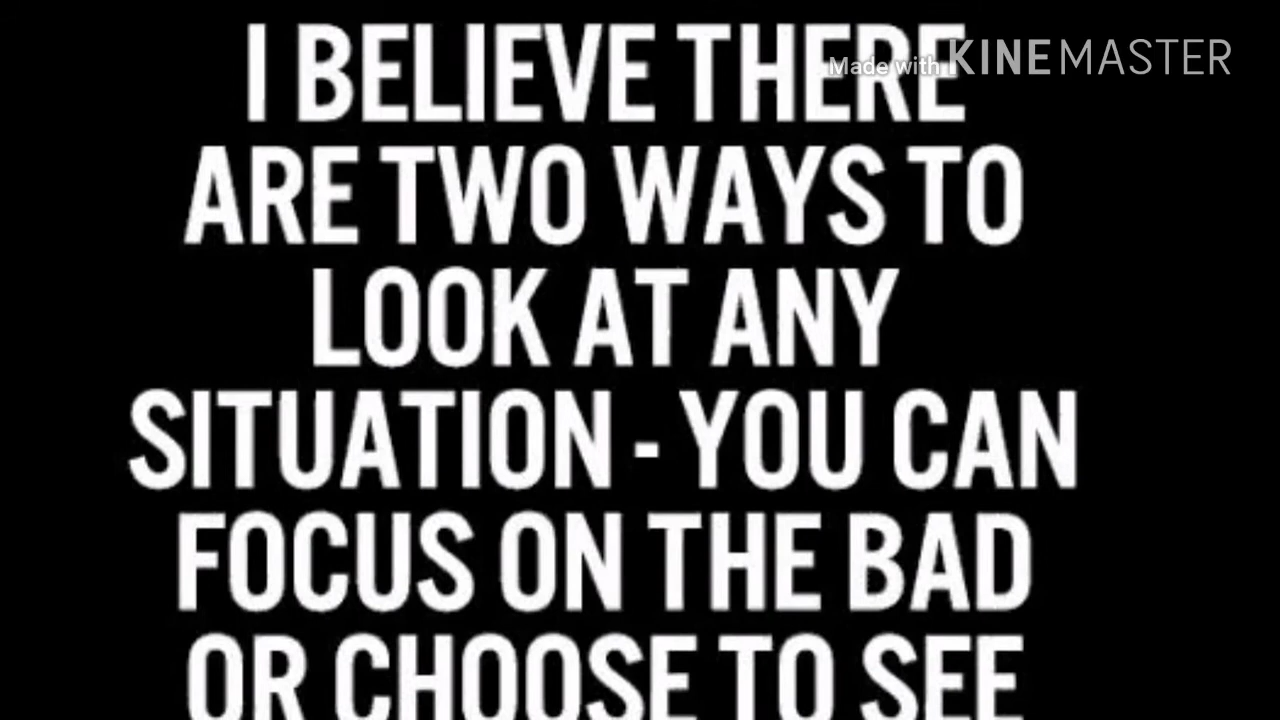 Made with KINEMASTER
I BELIEVE THERE
ARE TWO WAYS TO
LOOK AT ANY
SITUATION - YOU CAN
FOCUS ON THE BAD
OR CHOOSE TO SEE